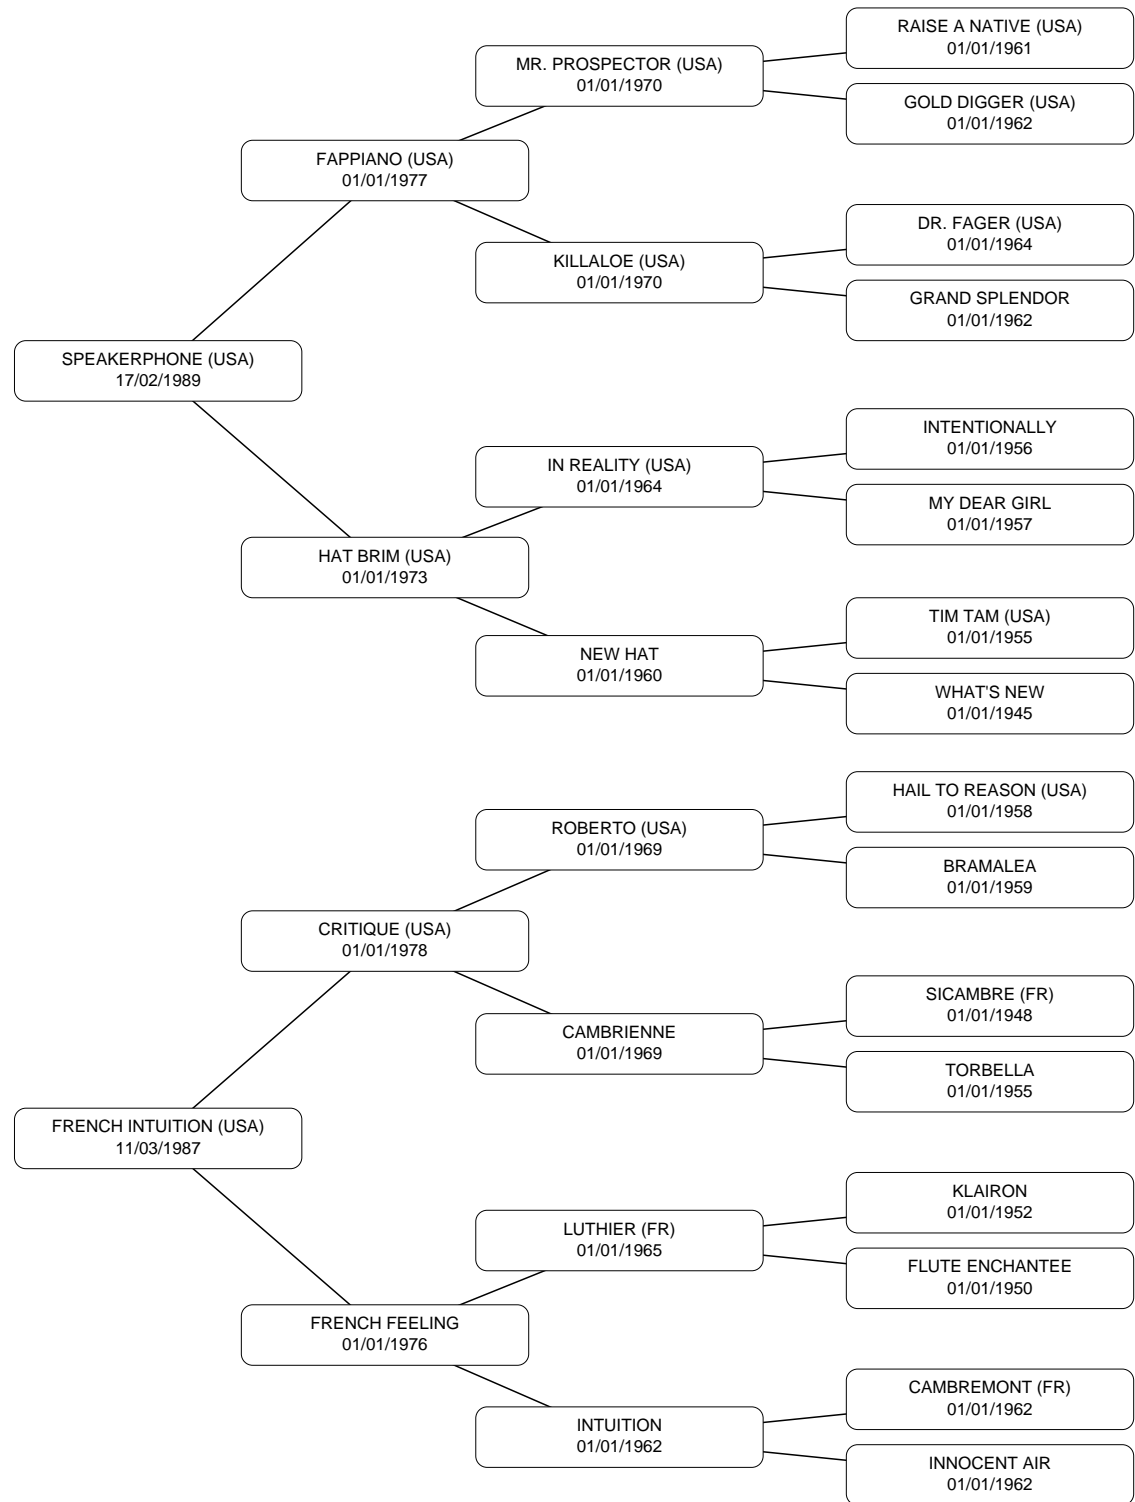 RAISE A NATIVE (USA)
01/01/1961
MR. PROSPECTOR (USA)
01/01/1970
GOLD DIGGER (USA)
01/01/1962
FAPPIANO (USA)
01/01/1977
DR. FAGER (USA)
01/01/1964
KILLALOE (USA)
01/01/1970
GRAND SPLENDOR
01/01/1962
SPEAKERPHONE (USA)
17/02/1989
INTENTIONALLY
01/01/1956
IN REALITY (USA)
01/01/1964
MY DEAR GIRL
01/01/1957
HAT BRIM (USA)
01/01/1973
TIM TAM (USA)
01/01/1955
NEW HAT
01/01/1960
WHAT'S NEW
01/01/1945
HAIL TO REASON (USA)
01/01/1958
ROBERTO (USA)
01/01/1969
BRAMALEA
01/01/1959
CRITIQUE (USA)
01/01/1978
SICAMBRE (FR)
01/01/1948
CAMBRIENNE
01/01/1969
TORBELLA
01/01/1955
FRENCH INTUITION (USA)
11/03/1987
KLAIRON
01/01/1952
LUTHIER (FR)
01/01/1965
FLUTE ENCHANTEE
01/01/1950
FRENCH FEELING
01/01/1976
CAMBREMONT (FR)
01/01/1962
INTUITION
01/01/1962
INNOCENT AIR
01/01/1962